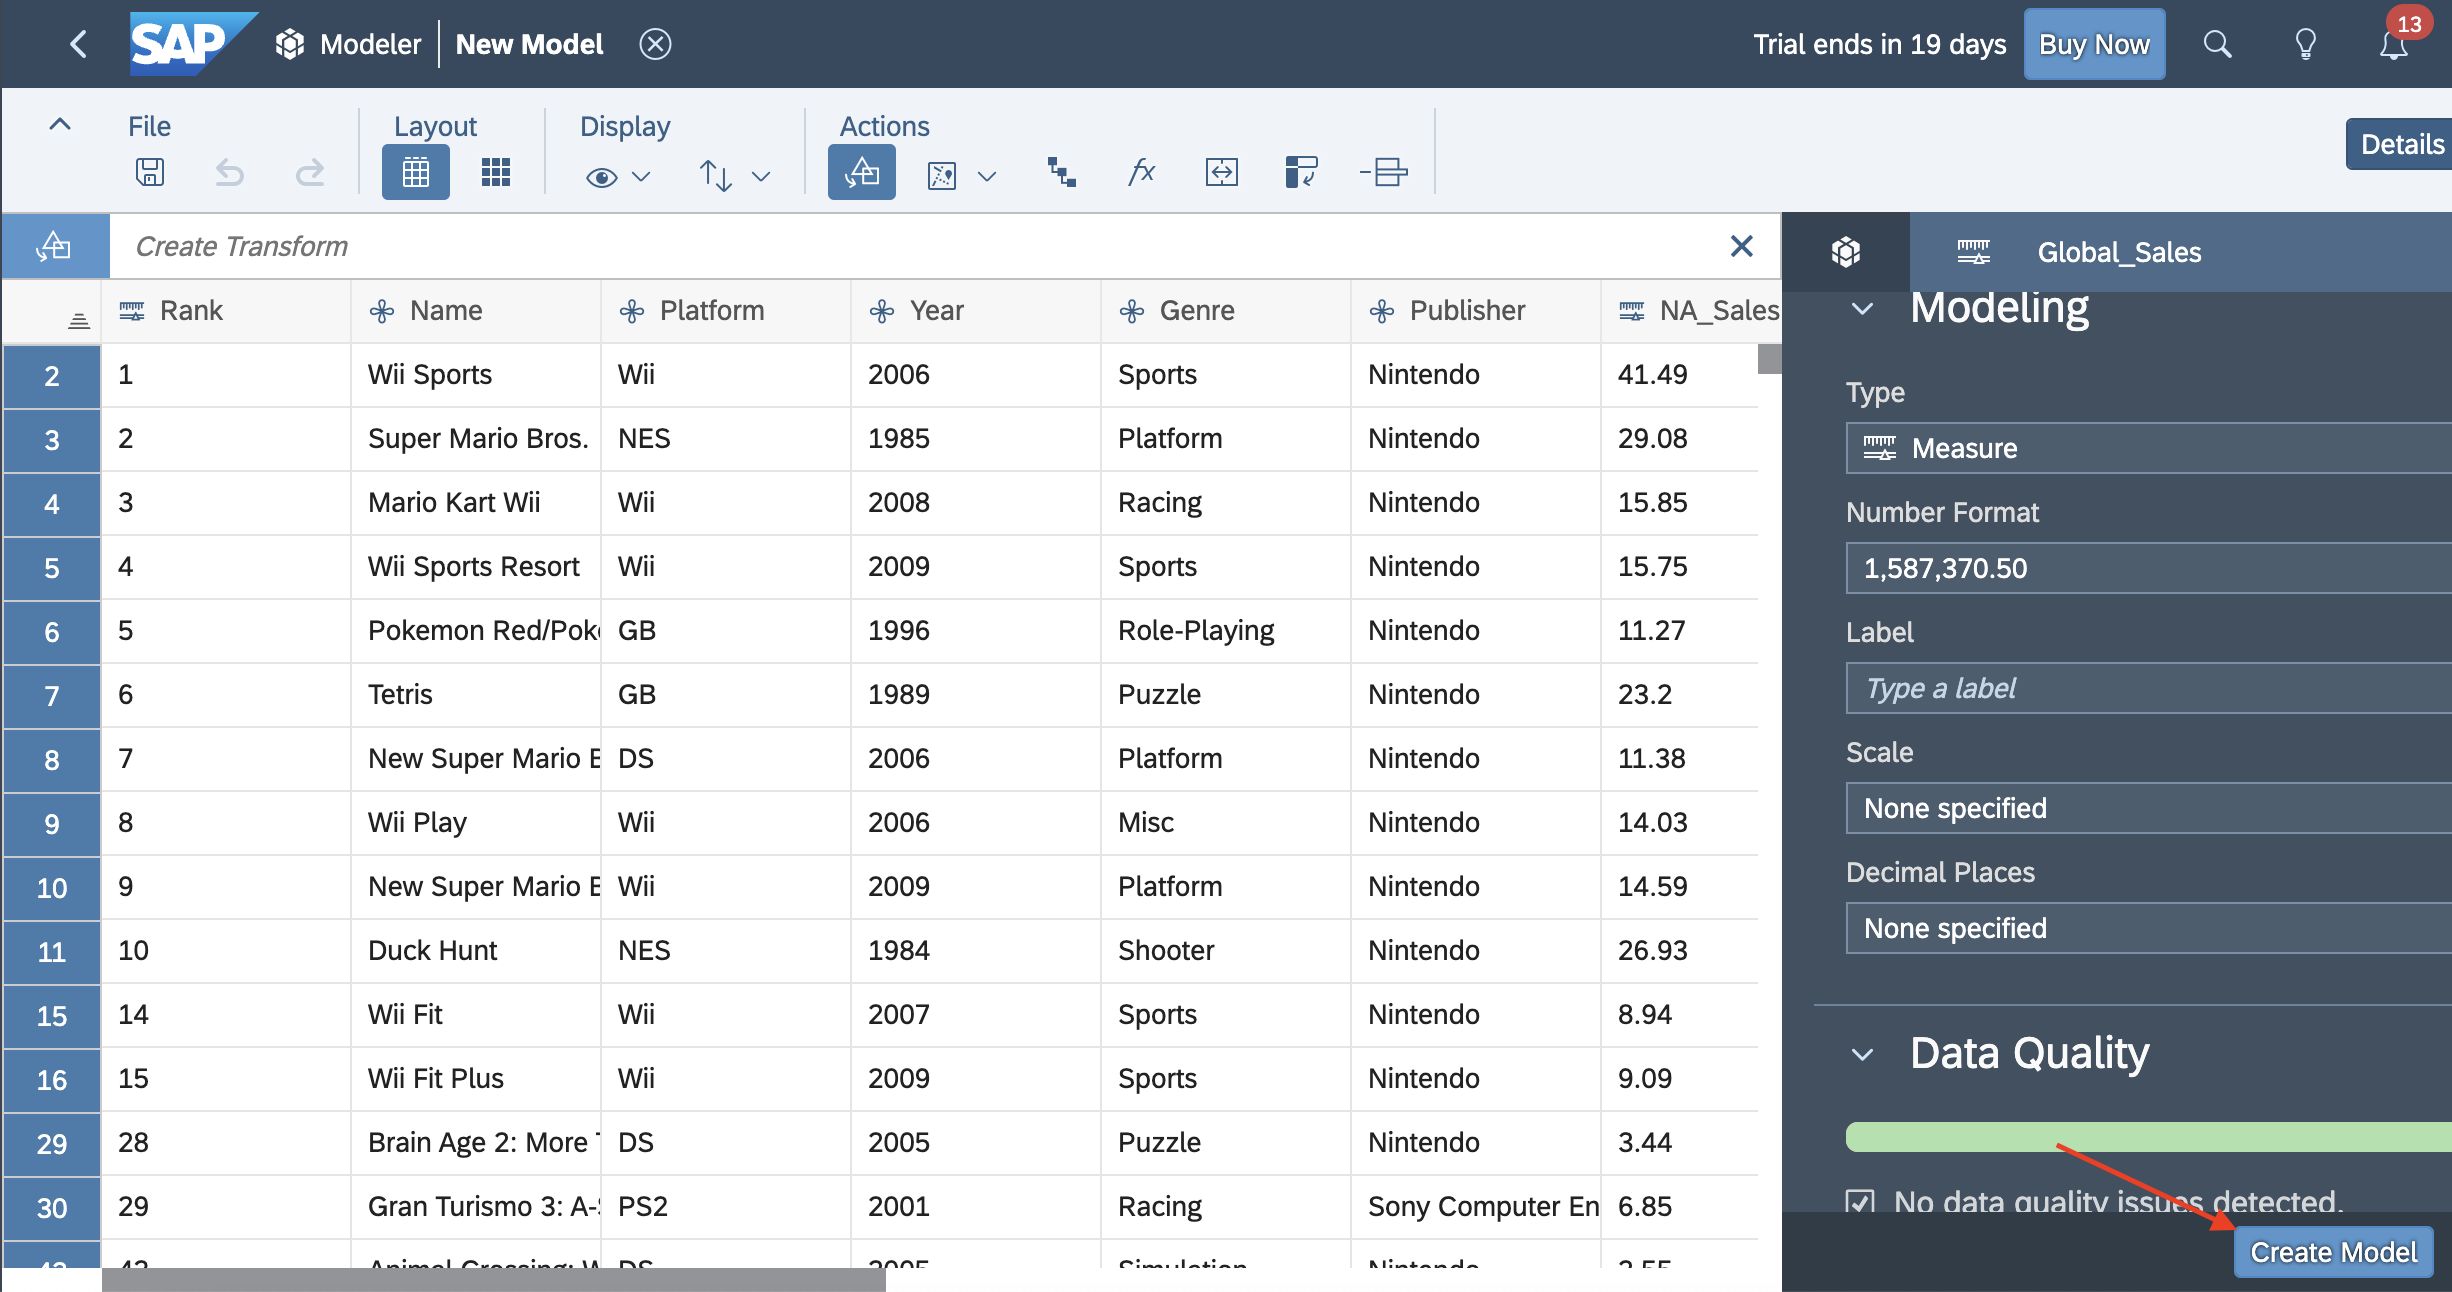 SAP Modeler New Model Trial ends in 19 days Buy Now 13
File Layout Display Actions
fx Details
Create Transform Global_Sales
Rank Name Platform Year Genre Publisher NA_Sales
2 1 Wii Sports Wii 2006 Sports Nintendo 41.49
3 2 Super Mario Bros. NES 1985 Platform Nintendo 29.08
4 3 Mario Kart Wii Wii 2008 Racing Nintendo 15.85
5 4 Wii Sports Resort Wii 2009 Sports Nintendo 15.75
6 5 Pokemon Red/Pok GB 1996 Role-Playing Nintendo 11.27
7 6 Tetris GB 1989 Puzzle Nintendo 23.2
8 7 New Super Mario DS 2006 Platform Nintendo 11.38
9 8 Wii Play Wii 2006 Misc Nintendo 14.03
10 9 New Super Mario Wii 2009 Platform Nintendo 14.59
11 10 Duck Hunt NES 1984 Shooter Nintendo 26.93
15 14 Wii Fit Wii 2007 Sports Nintendo 8.94
16 15 Wii Fit Plus Wii 2009 Sports Nintendo 9.09
29 28 Brain Age 2: More DS 2005 Puzzle Nintendo 3.44
30 29 Gran Turismo 3: A- PS2 2001 Racing Sony Computer En 6.85
Animal Crossing: DS 2005 Simulation Nintendo
Modeling
Type
Measure
Number Format
1,587,370.50
Label
Type a label
Scale
None specified
Decimal Places
None specified
Data Quality
No data quality issues detected.
Create Model